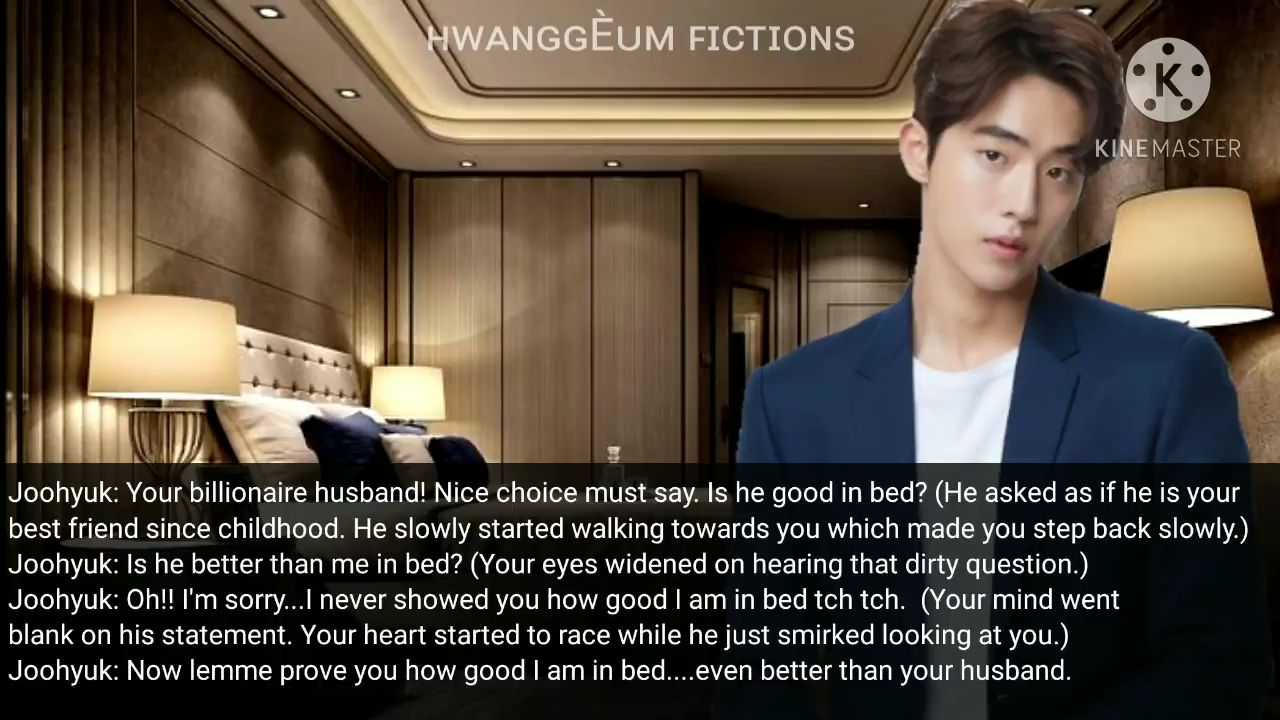 HWANGGÈUM FICTIONS
K
KINEMASTER
Joohyuk: Your billionaire husband! Nice choice must say. Is he good in bed? (He asked as if he is your
best friend since childhood. He slowly started walking towards you which made you step back slowly.)
Joohyuk: Is he better than me in bed? (Your eyes widened on hearing that dirty question.)
Joohyuk: Oh!! I'm sorry...I never showed you how good I am in bed tch tch.  (Your mind went
blank on his statement. Your heart started to race while he just smirked looking at you.)
Joohyuk: Now lemme prove you how good I am in bed....even better than your husband.